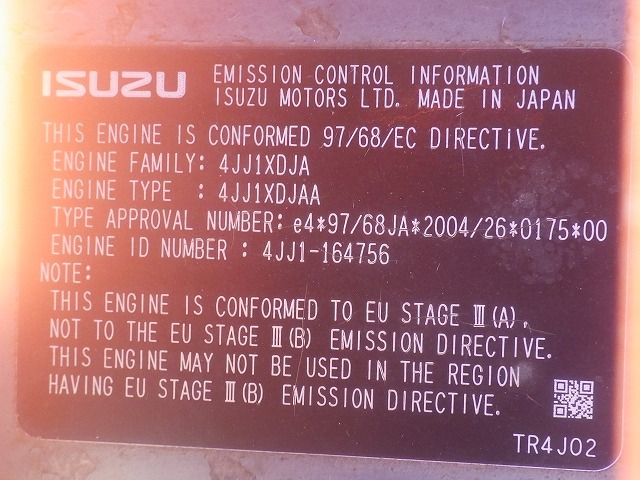 ISUZU EMISSION CONTROL INFORMATION
ISUZU MOTORS LTD. MADE IN JAPAN
THIS ENGINE IS CONFORMED 97/68/EC DIRECTIVE.
ENGINE FAMILY: 4JJ1XDJA
ENGINE TYPE : 4JJ1XDJAA
TYPE APPROVAL NUMBER: e4*97/68JA*2004/26*0175*00
ENGINE ID NUMBER : 4JJ1-164756
NOTE:
THIS ENGINE IS CONFORMED TO EU STAGE Ⅲ(A),
NOT TO THE EU STAGE Ⅲ(B) EMISSION DIRECTIVE.
THIS ENGINE MAY NOT BE USED IN THE REGION
HAVING EU STAGE Ⅲ(B) EMISSION DIRECTIVE.
TR4J02